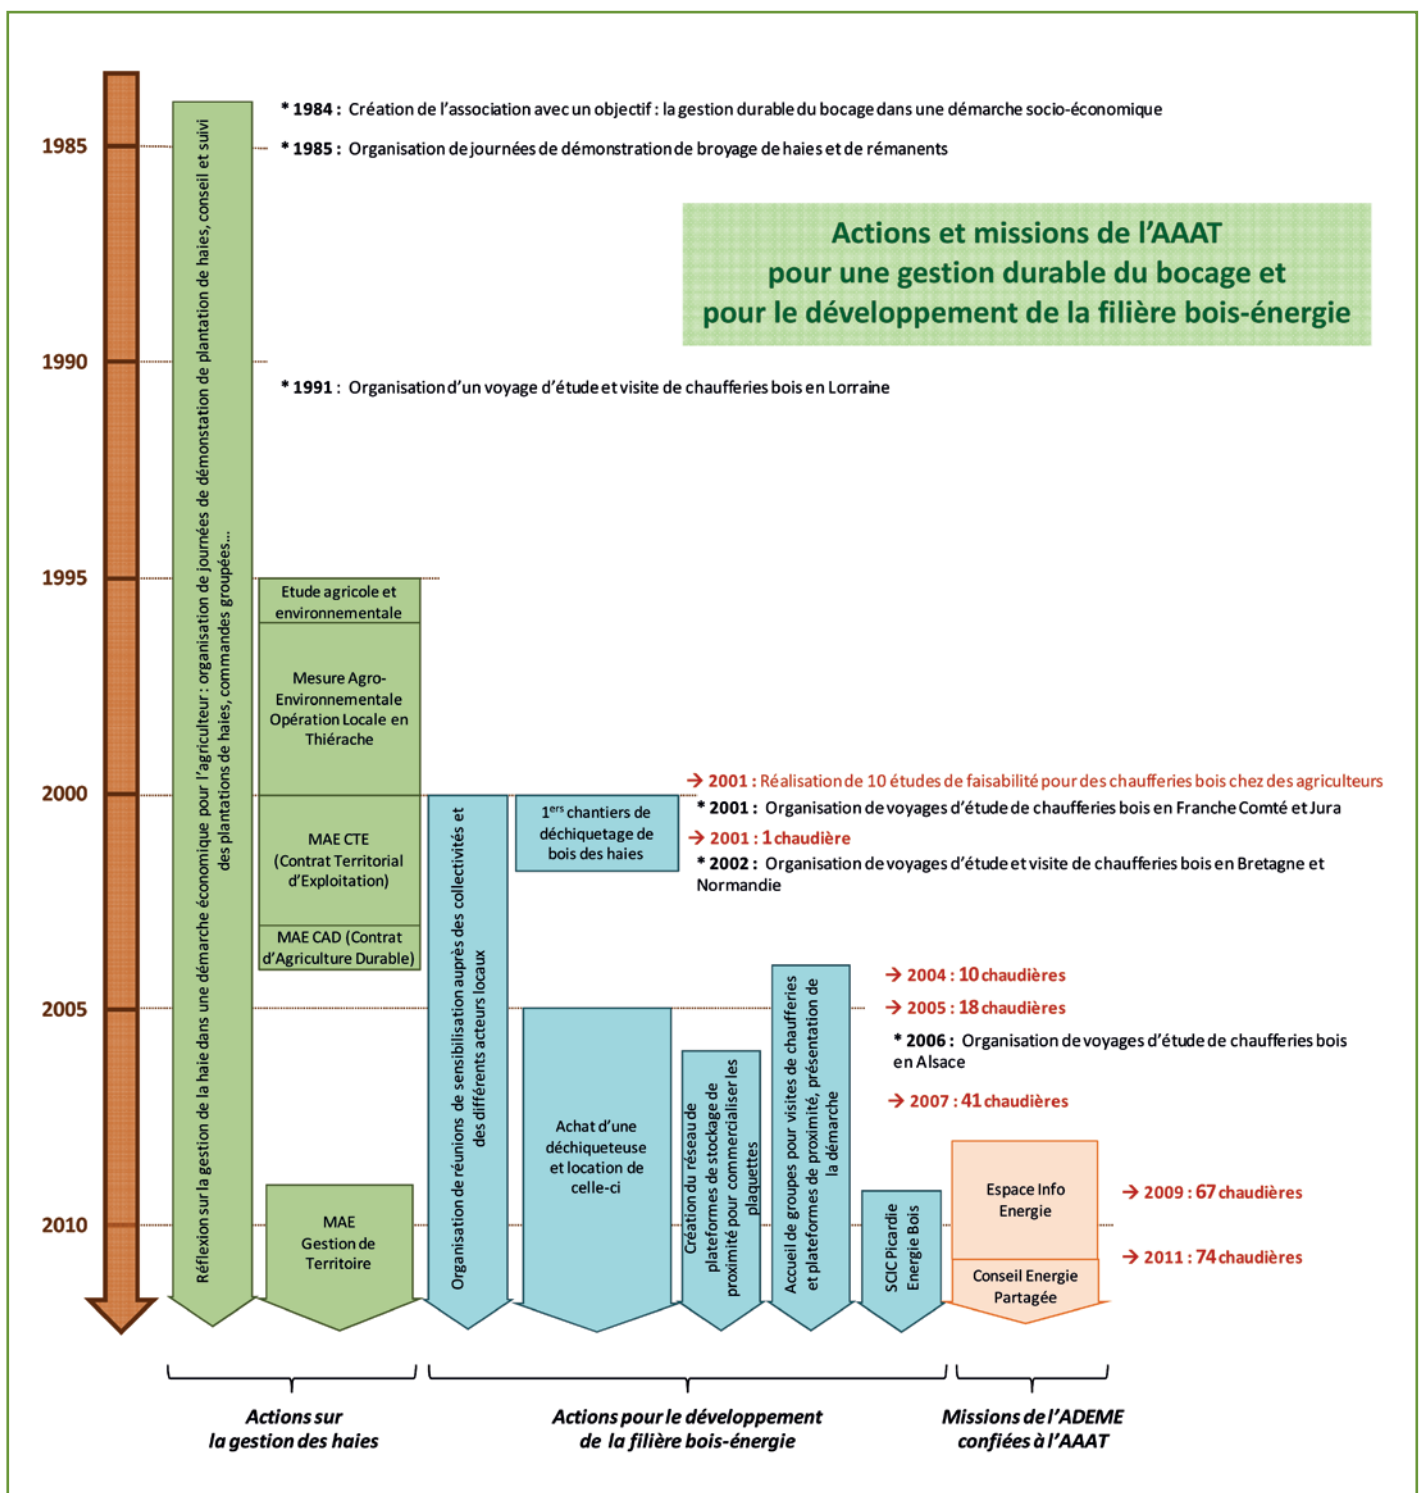 * 1984 : Création de l'association avec un objectif : la gestion durable du bocage dans une démarche socio-économique
1985
* 1985 : Organisation de journées de démonstration de broyage de haies et de rémanents
Actions et missions de l'AAAT
pour une gestion durable du bocage et
pour le développement de la filière bois-énergie
1990
* 1991 : Organisation d'un voyage d'étude et visite de chaufferies bois en Lorraine
Réflexion sur la gestion de la haie dans une démarche économique pour l'agriculteur : organisation de journées de démonstation de plantation de haies, conseil et suivi
des plantations de haies, commandes groupées...
1995
Etude agricole et
environnementale
Mesure Agro-
Environnementale
Opération Locale en
Thiérache
2000
MAE CTE
(Contrat Territorial
d'Exploitation)
MAE CAD (Contrat
d'Agriculture Durable)
2005
MAE
Gestion de
Territoire
2010
Organisation de réunions de sensibilisation auprès des collectivités et
des différents acteurs locaux
1ers chantiers de
déchiquetage de
bois des haies
→ 2001 : Réalisation de 10 études de faisabilité pour des chaufferies bois chez des agriculteurs
* 2001 : Organisation de voyages d'étude de chaufferies bois en Franche Comté et Jura
→ 2001 : 1 chaudière
* 2002 : Organisation de voyages d'étude et visite de chaufferies bois en Bretagne et
Normandie
Achat d'une
déchiqueteuse
et location de
celle-ci
Création du réseau de
plateformes de stockage de
proximité pour commercialiser les
plaquettes
Accueil de groupes pour visites de chaufferies
et plateformes de proximité, présentation de
la démarche
SCIC Picardie
Energie Bois
→ 2004 : 10 chaudières
→ 2005 : 18 chaudières
* 2006 : Organisation de voyages d'étude de chaufferies bois
en Alsace
→ 2007 : 41 chaudières
Espace Info
Energie
Conseil Energie
Partagée
→ 2009 : 67 chaudières
→ 2011 : 74 chaudières
Actions sur
la gestion des haies
Actions pour le développement
de la filière bois-énergie
Missions de l'ADEME
confiées à l'AAAT